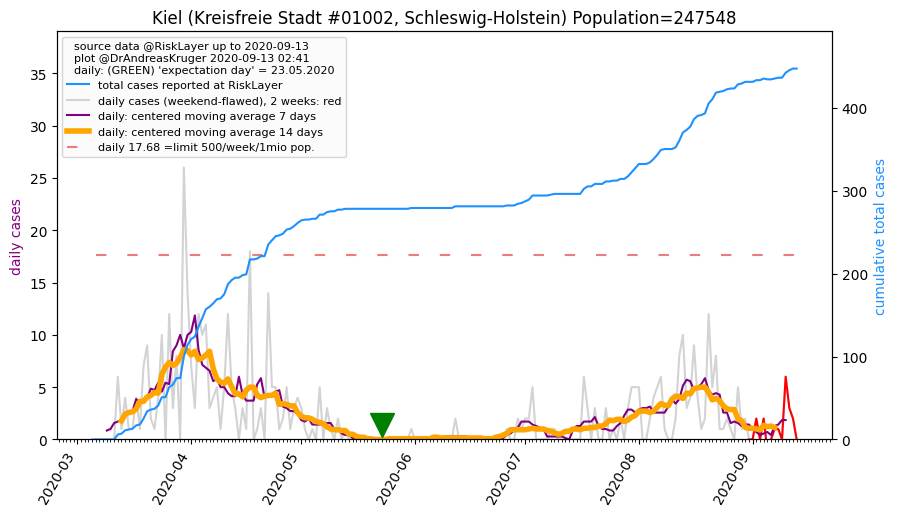 Kiel (Kreisfreie Stadt #01002, Schleswig-Holstein) Population=247548
source data @RiskLayer up to 2020-09-13
plot @DrAndreasKruger 2020-09-13 02:41
daily: (GREEN) 'expectation day' = 23.05.2020
total cases reported at RiskLayer
daily cases (weekend-flawed), 2 weeks: red
daily: centered moving average 7 days
daily: centered moving average 14 days
daily 17.68 =limit 500/week/1mio pop.
daily cases
35
30
25
20
15
10
5
0
cumulative total cases
400
300
200
100
0
2020-03
2020-04
2020-05
2020-06
2020-07
2020-08
2020-09